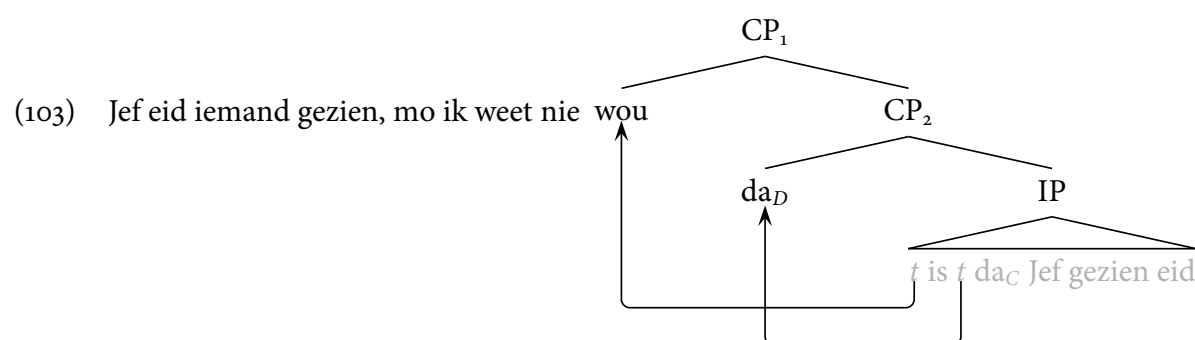 CP₁
(103) Jef eid iemand gezien, mo ik weet nie wou CP₂
da_D IP
t is t da_C Jef gezien eid